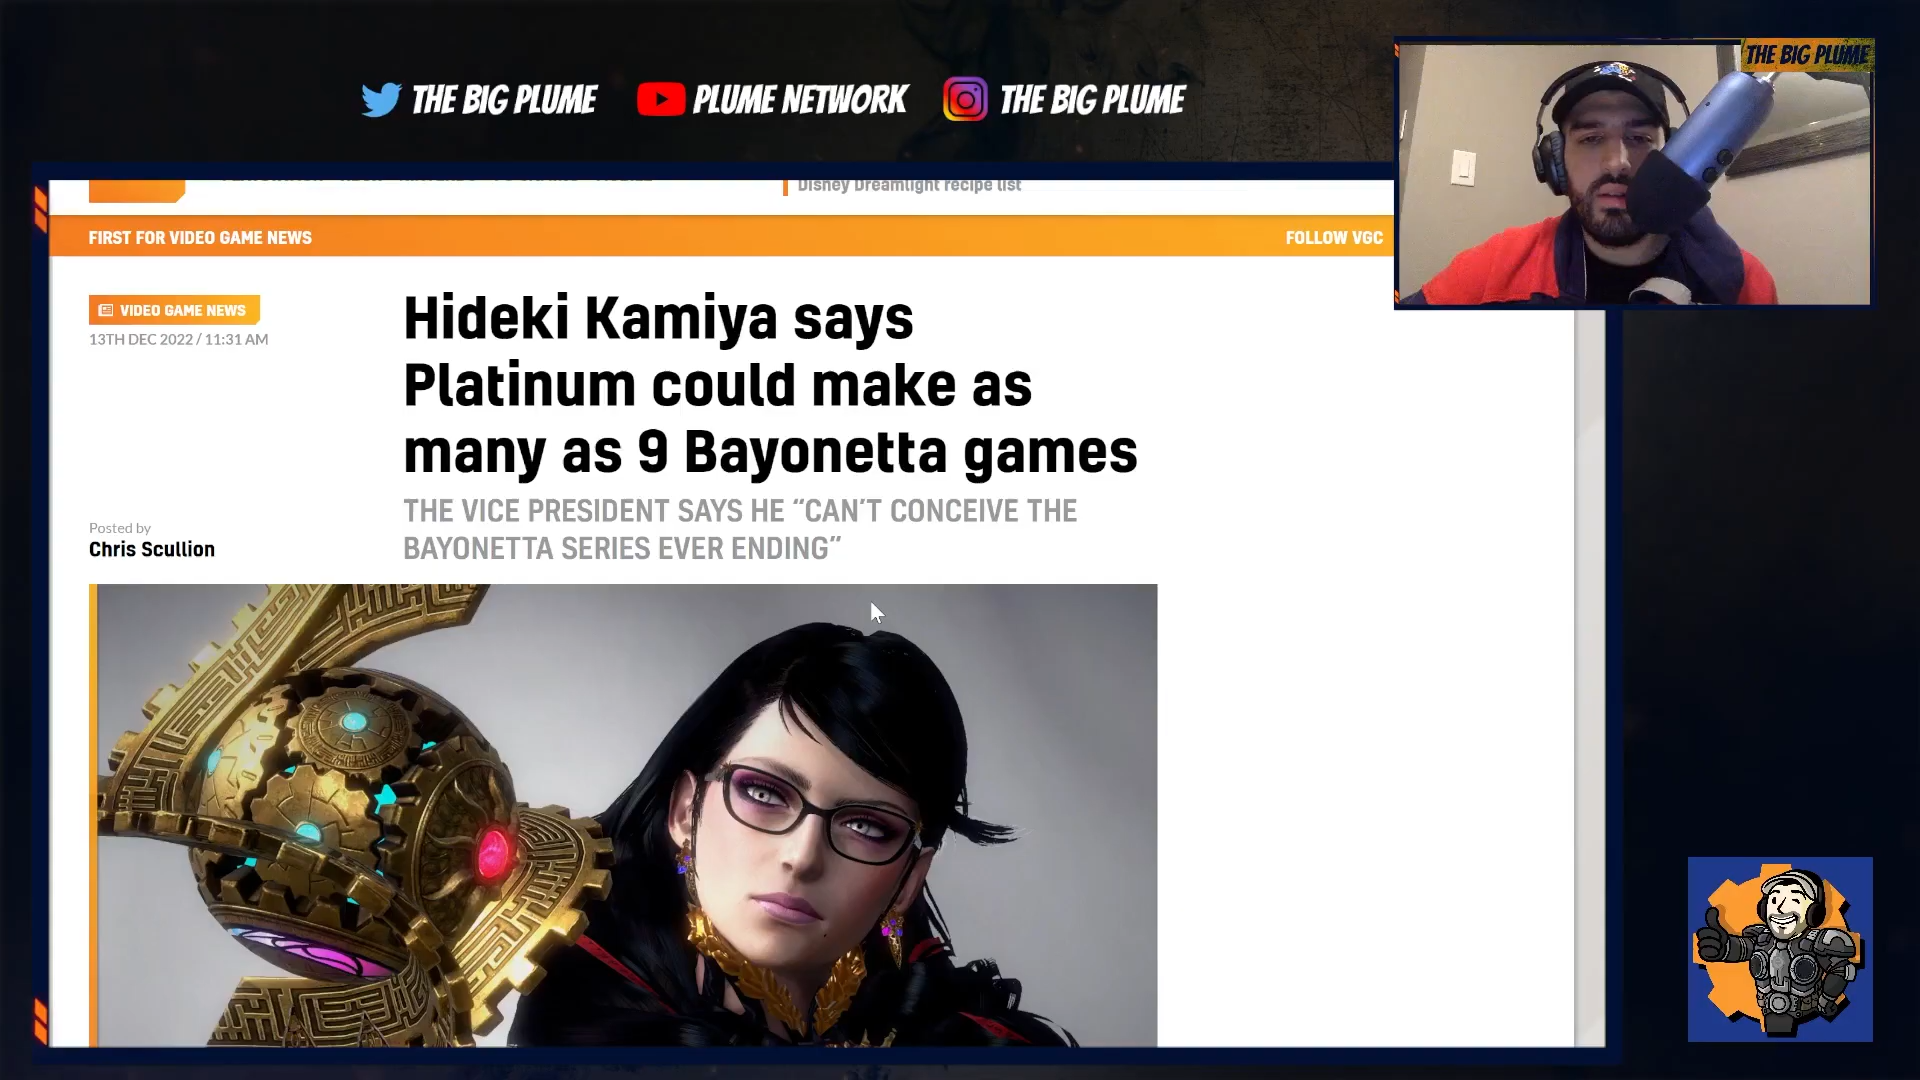 THE BIG PLUME
PLUME NETWORK
THE BIG PLUME
THE BIG PLUME
Disney Dreamlight recipe list
FIRST FOR VIDEO GAME NEWS
FOLLOW VGC
VIDEO GAME NEWS
13TH DEC 2022 / 11:31 AM
Hideki Kamiya says
Platinum could make as
many as 9 Bayonetta games
THE VICE PRESIDENT SAYS HE “CAN’T CONCEIVE THE
BAYONETTA SERIES EVER ENDING”
Posted by
Chris Scullion